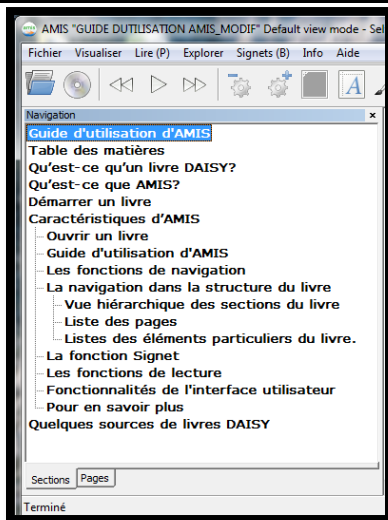 AMIS "GUIDE DUTILISATION AMIS_MODIF" Default view mode - Sel
Fichier Visualiser Lire (P) Explorer Signets (B) Info Aide
A
Navigation x
Guide d'utilisation d'AMIS
Table des matières
Qu’est-ce qu’un livre DAISY?
Qu’est-ce que AMIS?
Démarrer un livre
Caractéristiques d’AMIS
Ouvrir un livre
Guide d'utilisation d'AMIS
Les fonctions de navigation
La navigation dans la structure du livre
Vue hiérarchique des sections du livre
Liste des pages
Listes des éléments particuliers du livre.
La fonction Signet
Les fonctions de lecture
Fonctionnalités de l'interface utilisateur
Pour en savoir plus
Quelques sources de livres DAISY
Sections Pages
Terminé